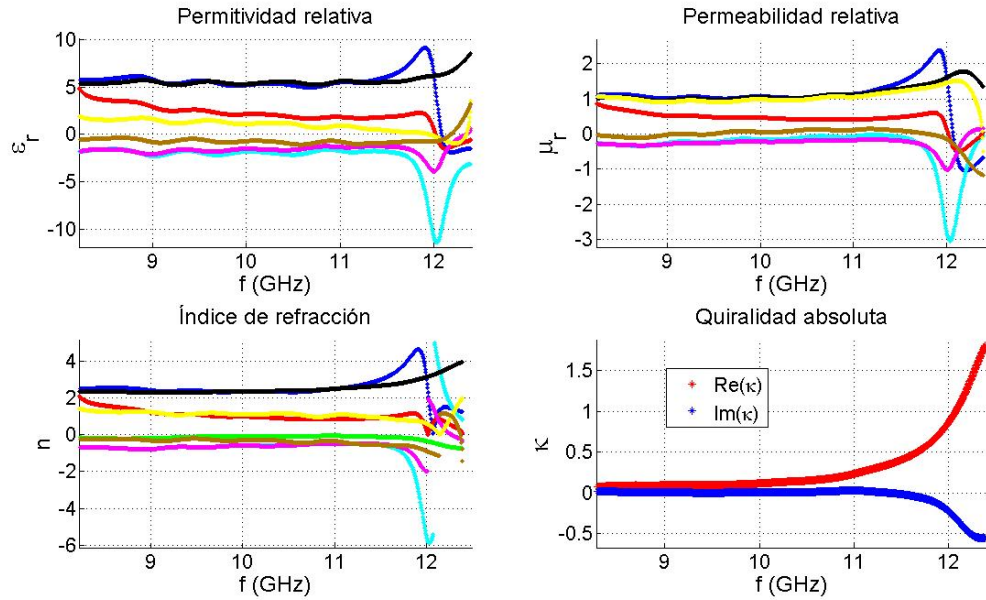 Permitividad relativa
10
5
0
-5
-10
εr
9 10 11 12
f (GHz)
Permeabilidad relativa
2
1
0
-1
-2
-3
μr
9 10 11 12
f (GHz)
Índice de refracción
4
2
0
-2
-4
-6
n
9 10 11 12
f (GHz)
Quiralidad absoluta
1.5
1
0.5
0
-0.5
κ
Re(κ)
Im(κ)
9 10 11 12
f (GHz)